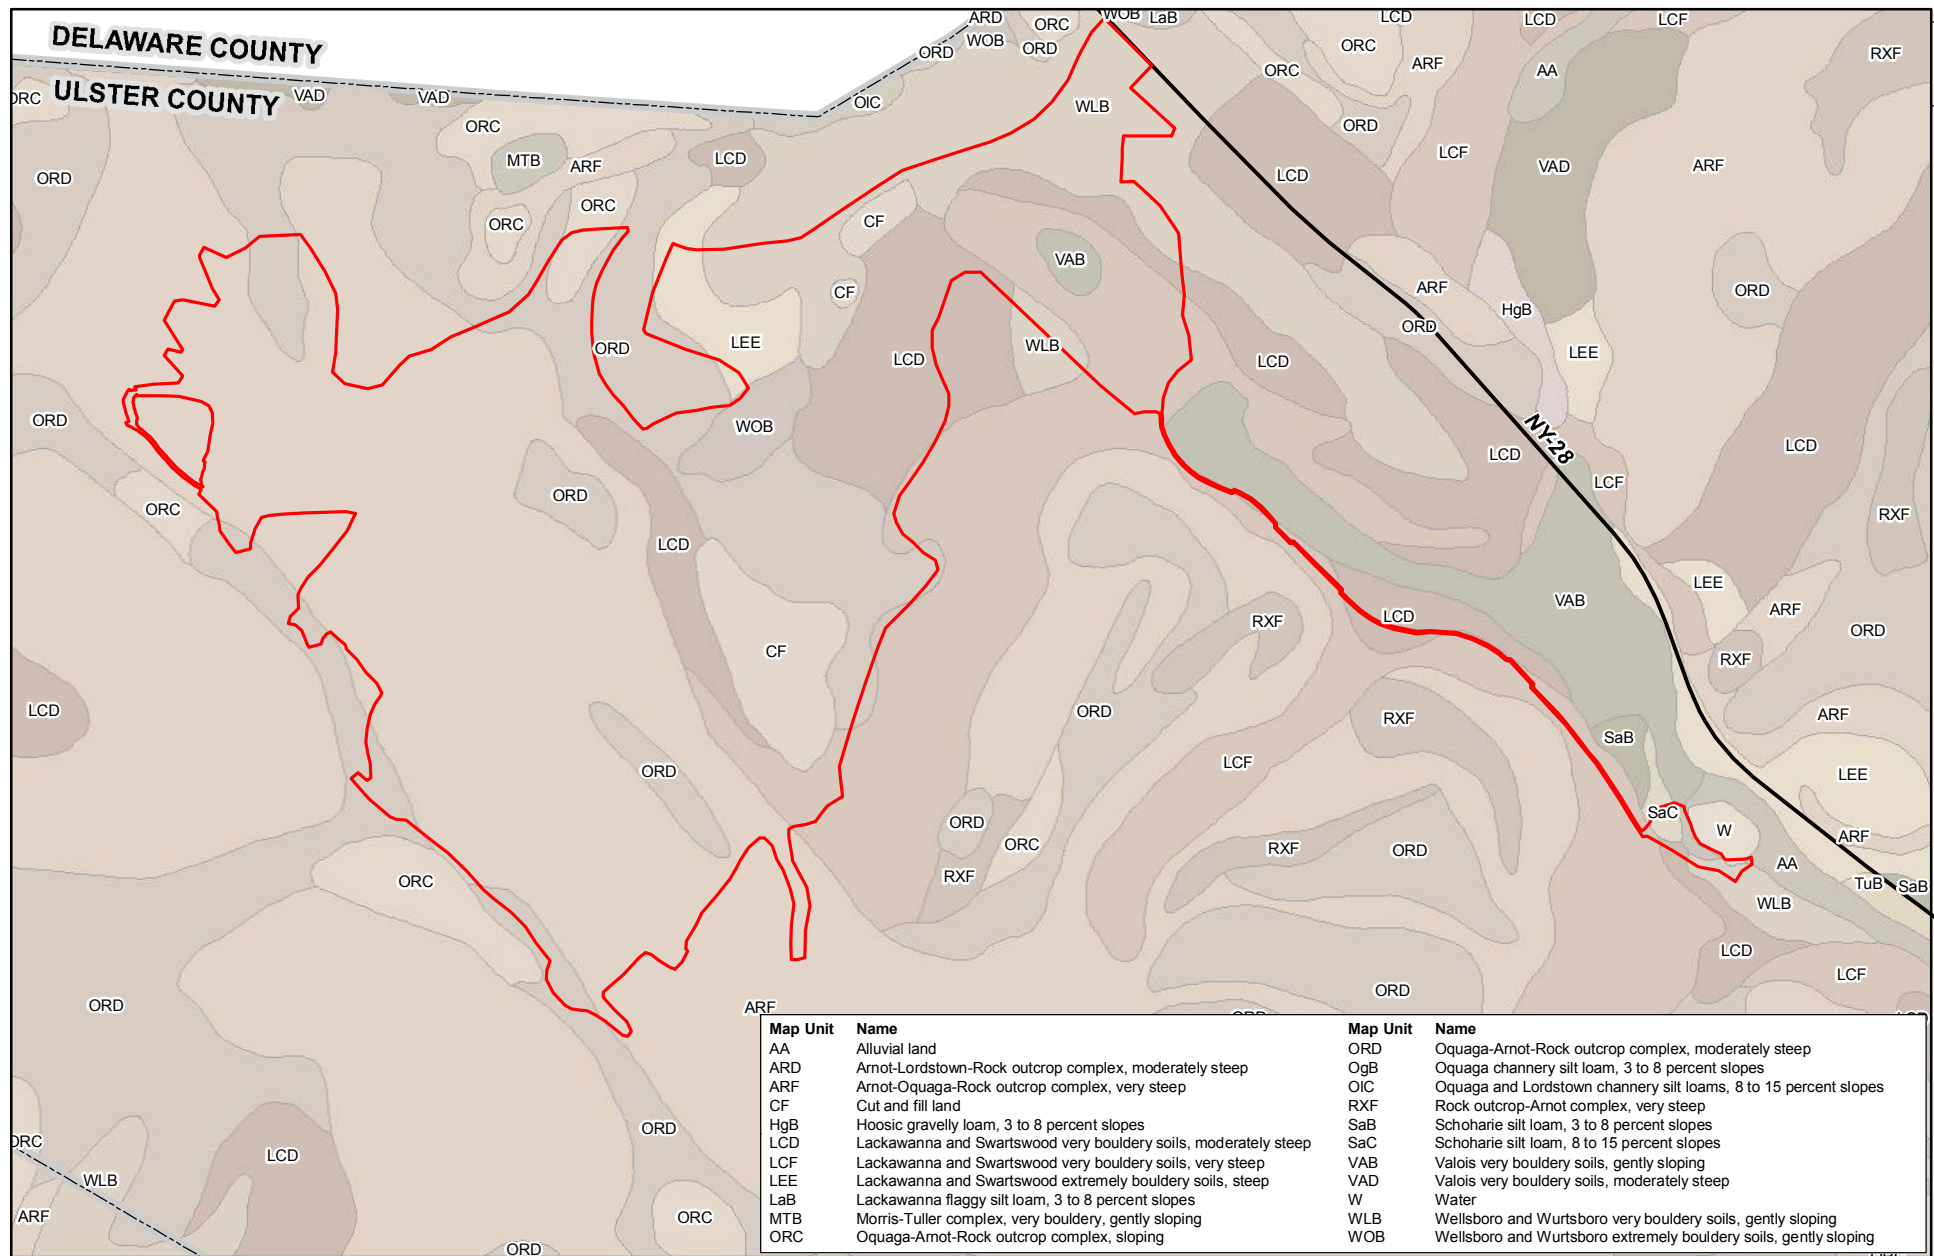 WOB LaB
ARD ORC LCD LCD LCF
DELAWARE COUNTY
ORD WOB ORD ORC ARF RXF
ORC AA
ULSTER COUNTY
ORC VAD VAD OIC WLB
ORC ORD
MTB ARF LCD LCF VAD ARF
ORD LCD
ORC ORC CF
VAB
CF ARF ORD
HgB
ORD
ORD LEE WLB LCD LEE
LCD
ORD WOB NY-28 LCD
LCD
ORD LCF
ORC RXF
LCD
LEE
VAB ARF
LCD
RXF ORD
CF RXF
LCD ORD RXF ARF
SaB
ORD LCF LEE
SaC
ORD W ARF
ORC RXF ORD
RXF AA
ORC TuB SaB
WLB
LCD
LCF
ORD
ORD ARF
Map Unit Name Map Unit Name
AA Alluvial land ORD Oquaga-Arnot-Rock outcrop complex, moderately steep
ARD Arnot-Lordstown-Rock outcrop complex, moderately steep OgB Oquaga channery silt loam, 3 to 8 percent slopes
ARF Arnot-Oquaga-Rock outcrop complex, very steep OIC Oquaga and Lordstown channery silt loams, 8 to 15 percent slopes
CF Cut and fill land RXF Rock outcrop-Arnot complex, very steep
HgB Hoosic gravelly loam, 3 to 8 percent slopes SaB Schoharie silt loam, 3 to 8 percent slopes
LCD Lackawanna and Swartswood very bouldery soils, moderately steep SaC Schoharie silt loam, 8 to 15 percent slopes
LCF Lackawanna and Swartswood very bouldery soils, very steep VAB Valois very bouldery soils, gently sloping
LEE Lackawanna and Swartswood extremely bouldery soils, steep VAD Valois very bouldery soils, moderately steep
LaB Lackawanna flaggy silt loam, 3 to 8 percent slopes W Water
MTB Morris-Tuller complex, very bouldery, gently sloping WLB Wellsboro and Wurtsboro very bouldery soils, gently sloping
ORC Oquaga-Arnot-Rock outcrop complex, sloping WOB Wellsboro and Wurtsboro extremely bouldery soils, gently sloping
ORD
ORC LCD
WLB
ARF ORC
ORD